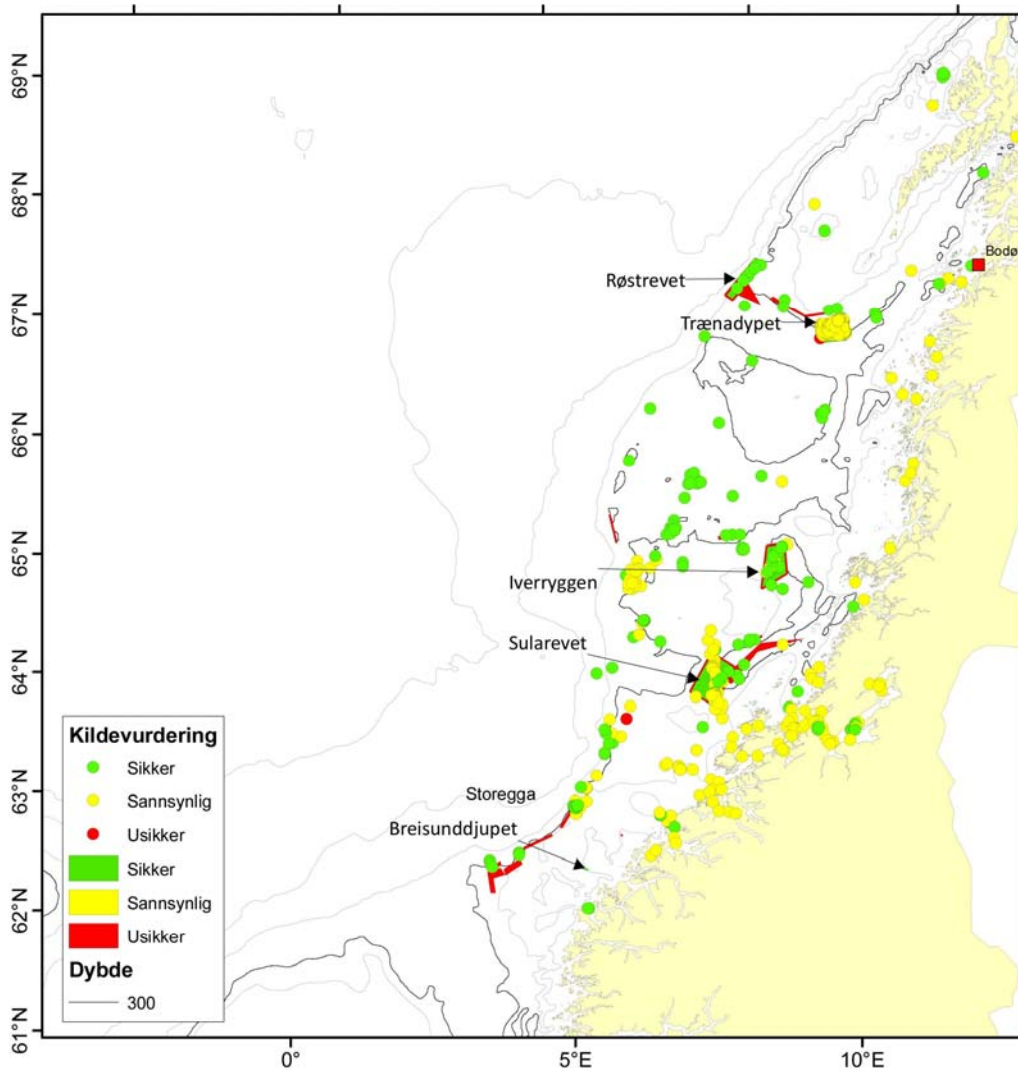 69°N
68°N
67°N
66°N
65°N
64°N
63°N
62°N
61°N
Bodø
Røstrevet
Trænadypet
Iverryggen
Sularevet
Storegga
Breisunddjupet
Kildevurdering
Sikker
Sannsynlig
Usikker
Sikker
Sannsynlig
Usikker
Dybde
300
0°
5°E
10°E